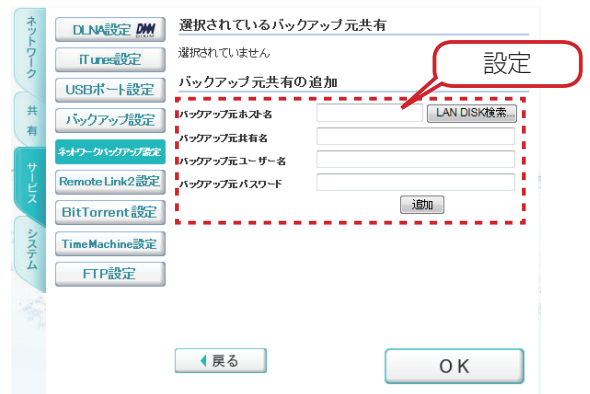 ネットワーク
共有
サービス
システム
DLNA設定
iTunes設定
USBポート設定
バックアップ設定
ネットワークバックアップ設定
Remote Link2設定
BitTorrent設定
TimeMachine設定
FTP設定
選択されているバックアップ元共有
選択されていません
バックアップ元共有の追加
設定
バックアップ元ホスト名
LAN DISK検索...
バックアップ元共有名
バックアップ元ユーザー名
バックアップ元パスワード
追加
戻る
OK